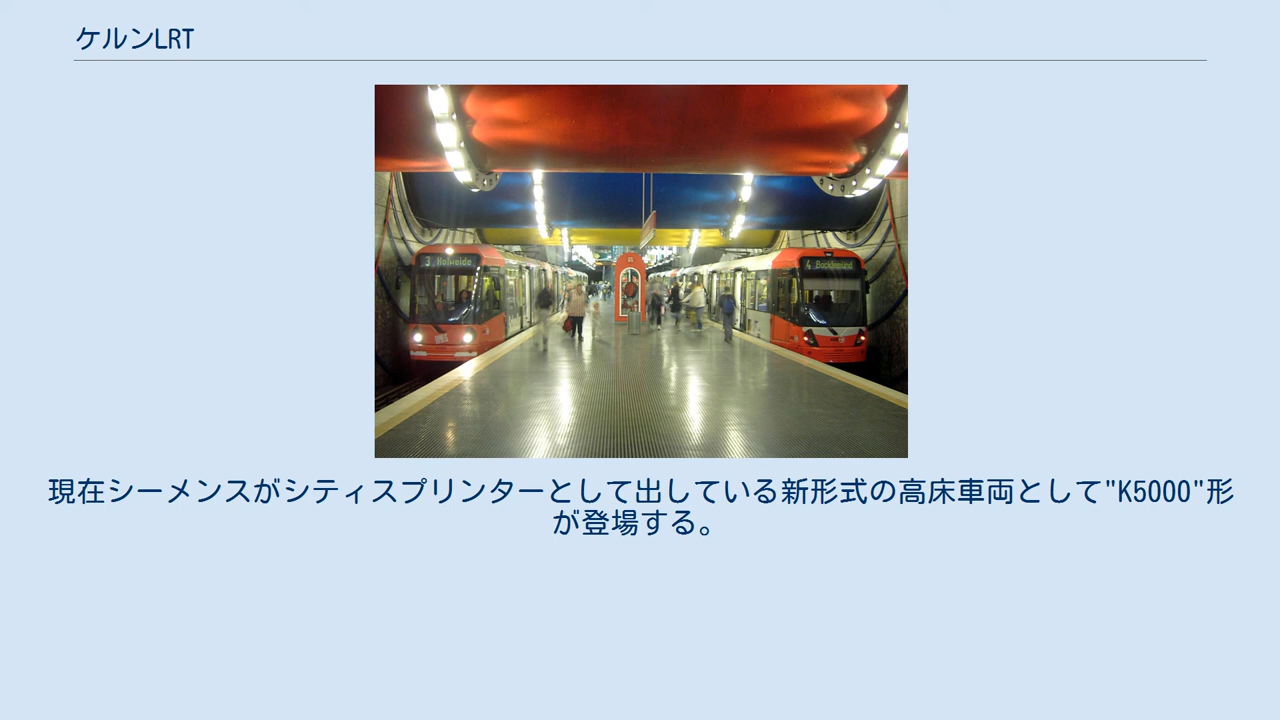 ケルンLRT
3 Holweide
4 Bocklemünd
現在シーメンスがシティスプリンターとして出している新形式の高床車両として"K5000"形
が登場する。